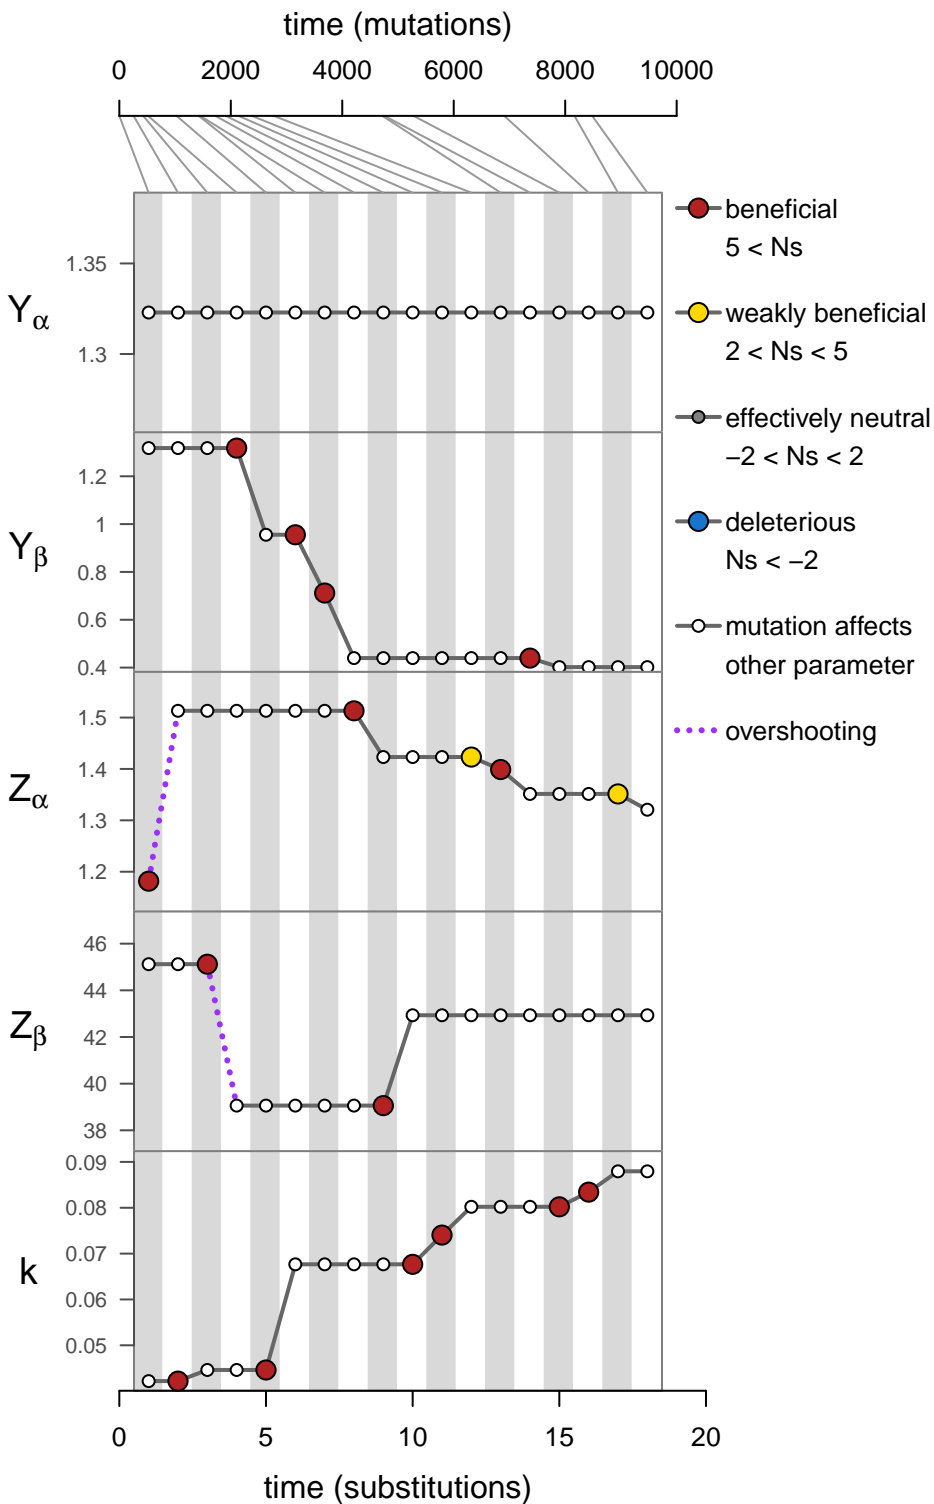 time (mutations)
0 2000 4000 6000 8000 10000
beneficial
5 < Ns
weakly beneficial
2 < Ns < 5
effectively neutral
−2 < Ns < 2
deleterious
Ns < −2
mutation affects
other parameter
overshooting
Yα
1.35
1.3
Yβ
1.2
1
0.8
0.6
0.4
Zα
1.5
1.4
1.3
1.2
Zβ
46
44
42
40
38
k
0.09
0.08
0.07
0.06
0.05
0 5 10 15 20
time (substitutions)